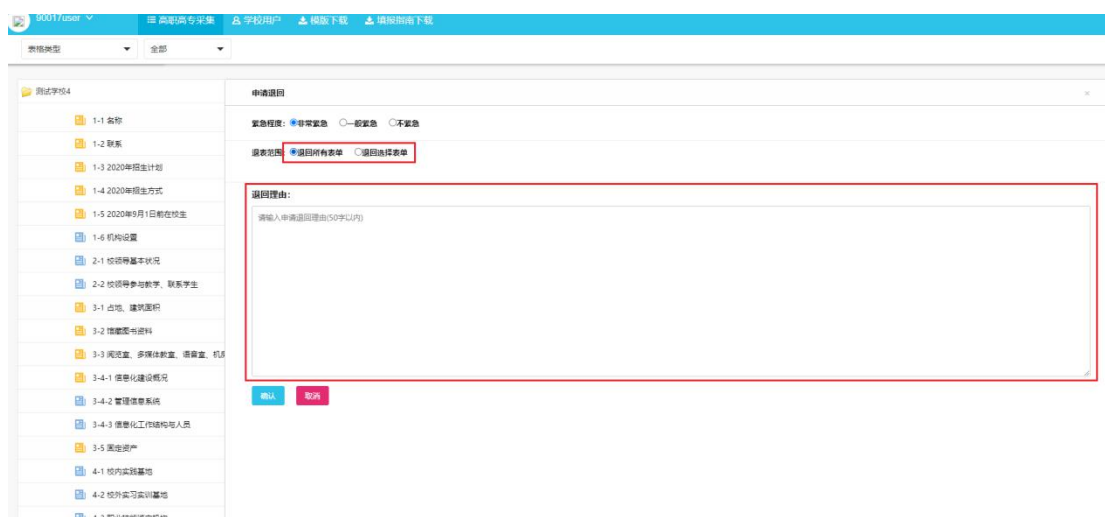 90017user 高职高专采集 学校用户 模版下载 填报指南下载
表格类型 全部
测试学校4
申请退回
1-1 名称
紧急程度: 非常紧急 一般紧急 不紧急
1-2 联系
退表范围: 退回所有表单 退回选择表单
1-3 2020年招生计划
1-4 2020年招生方式
退回理由:
1-5 2020年9月1日前在校生
请输入申请退回理由(50字以内)
1-6 机构设置
2-1 校领导基本状况
2-2 校领导参与教学、联系学生
3-1 占地、建筑面积
3-2 馆藏图书资料
3-3 阅览室、多媒体教室、语音室、机房
3-4-1 信息化建设概况
确认 取消
3-4-2 管理信息系统
3-4-3 信息化工作结构与人员
3-5 固定资产
4-1 校内实践基地
4-2 校外实习实训基地